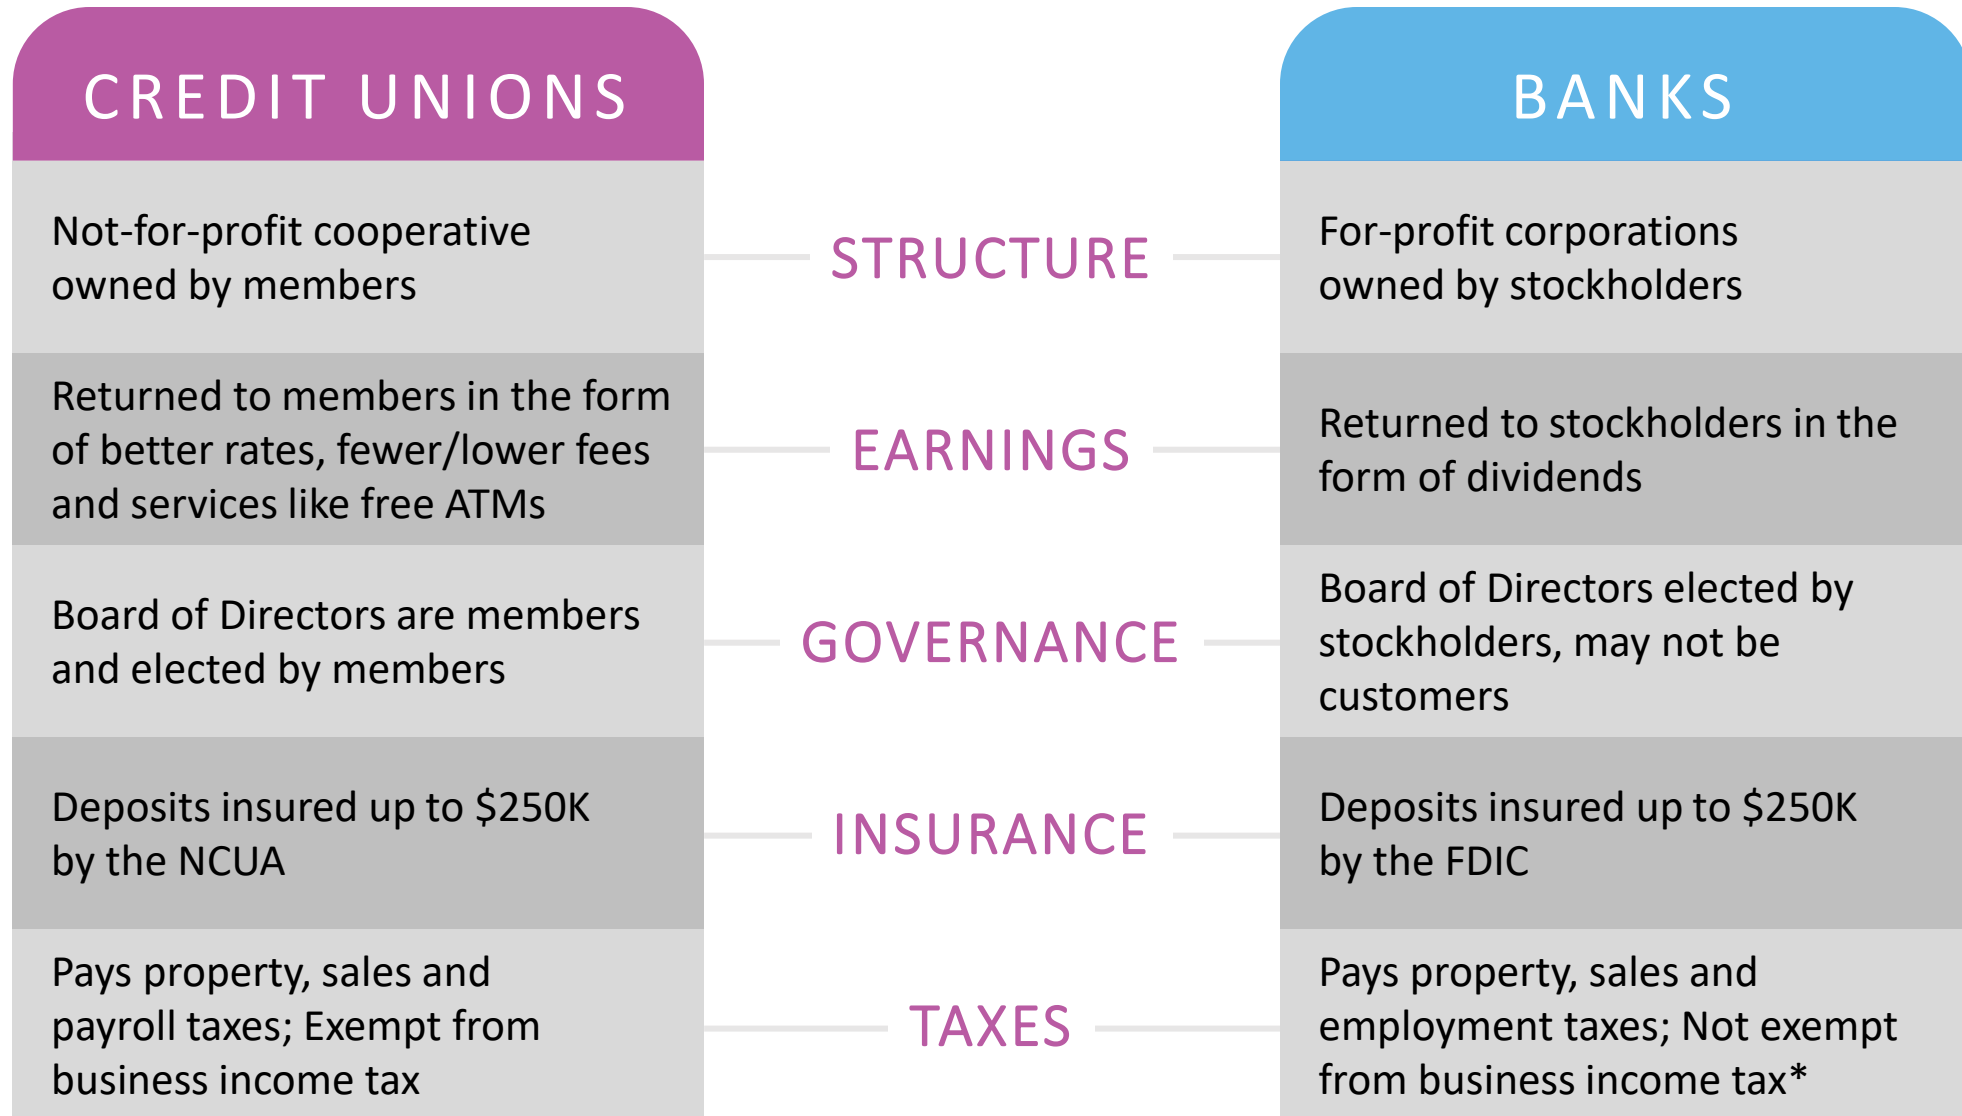 CREDIT UNIONS
BANKS
Not-for-profit cooperative
owned by members
STRUCTURE
For-profit corporations
owned by stockholders
Returned to members in the form
of better rates, fewer/lower fees
and services like free ATMs
EARNINGS
Returned to stockholders in the
form of dividends
Board of Directors are members
and elected by members
GOVERNANCE
Board of Directors elected by
stockholders, may not be
customers
Deposits insured up to $250K
by the NCUA
INSURANCE
Deposits insured up to $250K
by the FDIC
Pays property, sales and
payroll taxes; Exempt from
business income tax
TAXES
Pays property, sales and
employment taxes; Not exempt
from business income tax*